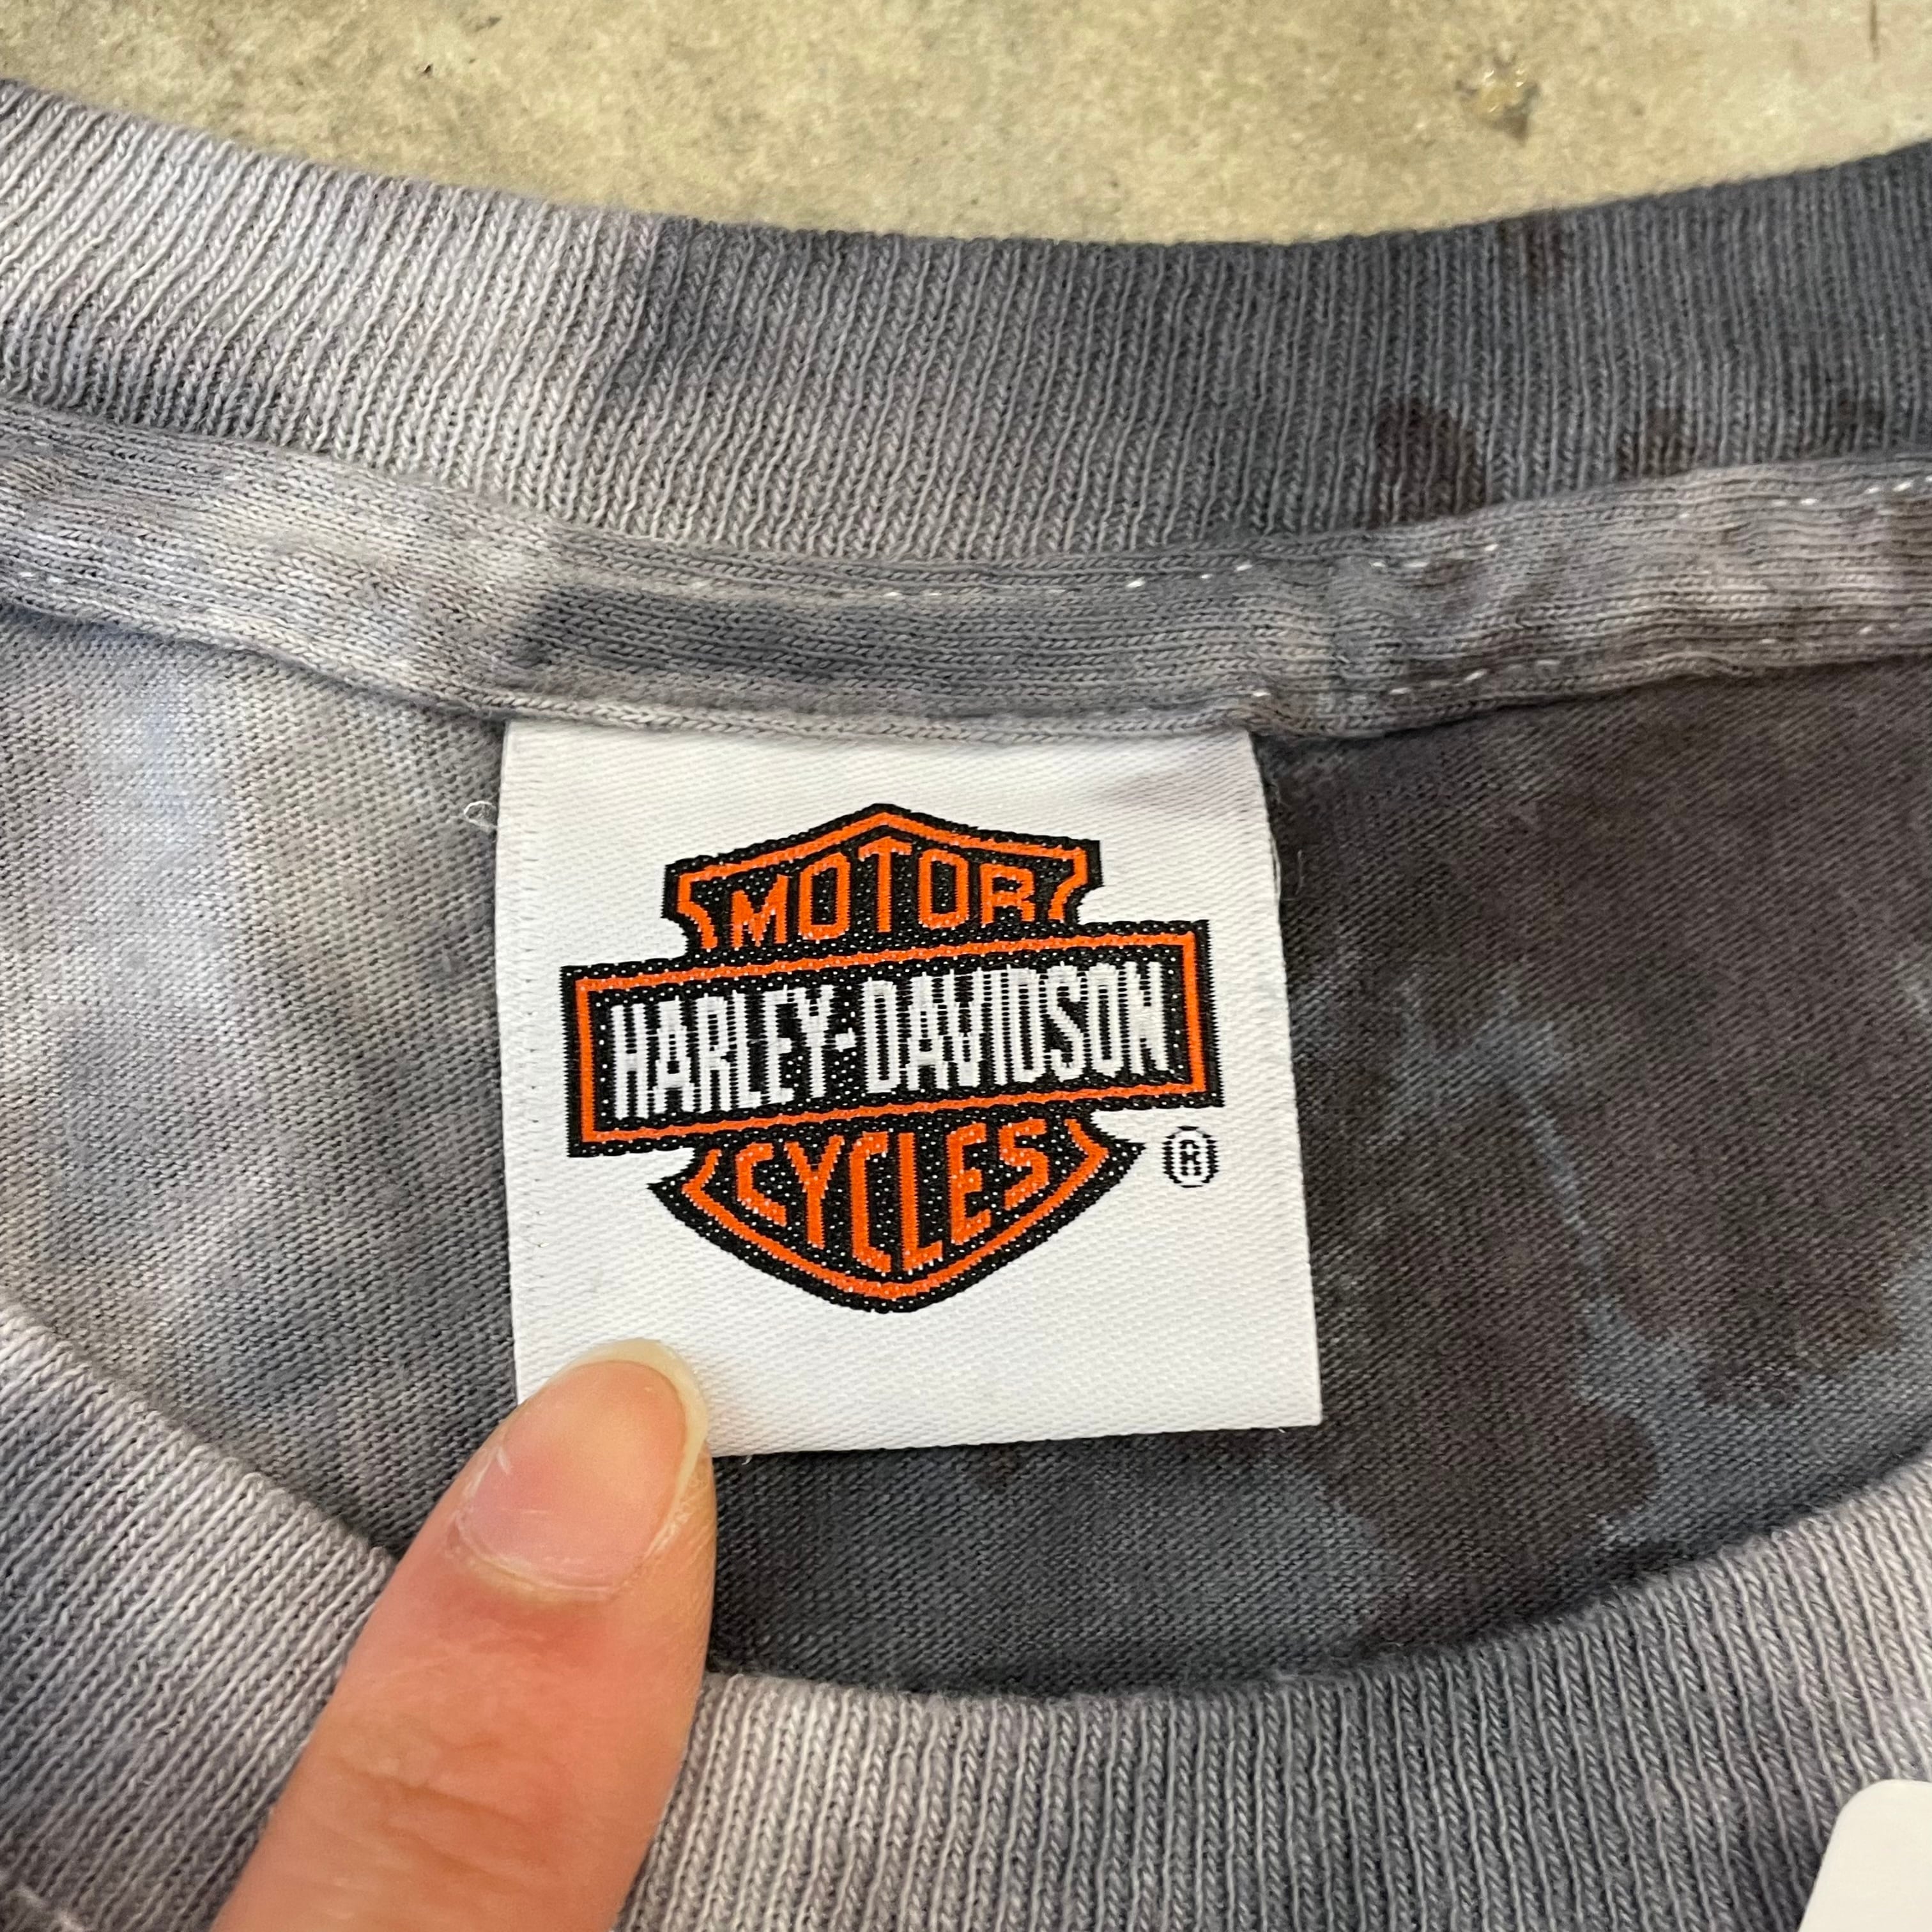 MOTOR
HARLEY-DAVIDSON
CYCLES
®